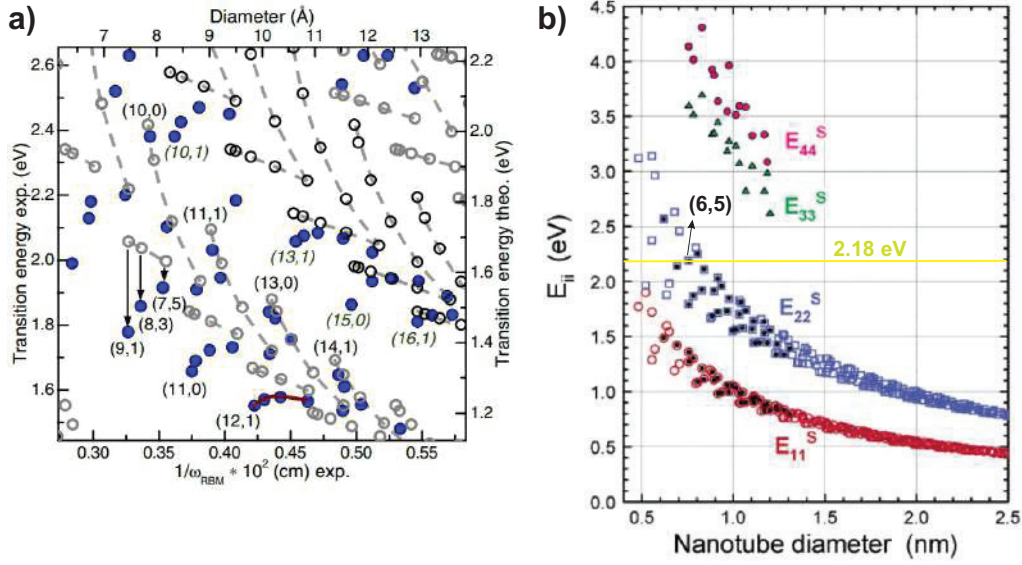 a)
Diameter (Å)
7 8 9 10 11 12 13
Transition energy exp. (eV)
2.6
2.4
2.2
2.0
1.8
1.6
2.2
2.0
1.8
1.6
1.4
1.2
Transition energy theo. (eV)
(10,0)
(10,1)
(11,1)
(13,1)
(13,0)
(7,5)
(8,3)
(15,0)
(9,1)
(14,1)
(16,1)
(11,0)
(12,1)
0.30 0.35 0.40 0.45 0.50 0.55
1/ωRBM * 10² (cm) exp.
b)
4.5
4.0
3.5
3.0
2.5
2.0
1.5
1.0
0.5
0.0
Eii (eV)
E44S
E33S
(6,5)
2.18 eV
E22S
E11S
0.5 1.0 1.5 2.0 2.5
Nanotube diameter (nm)